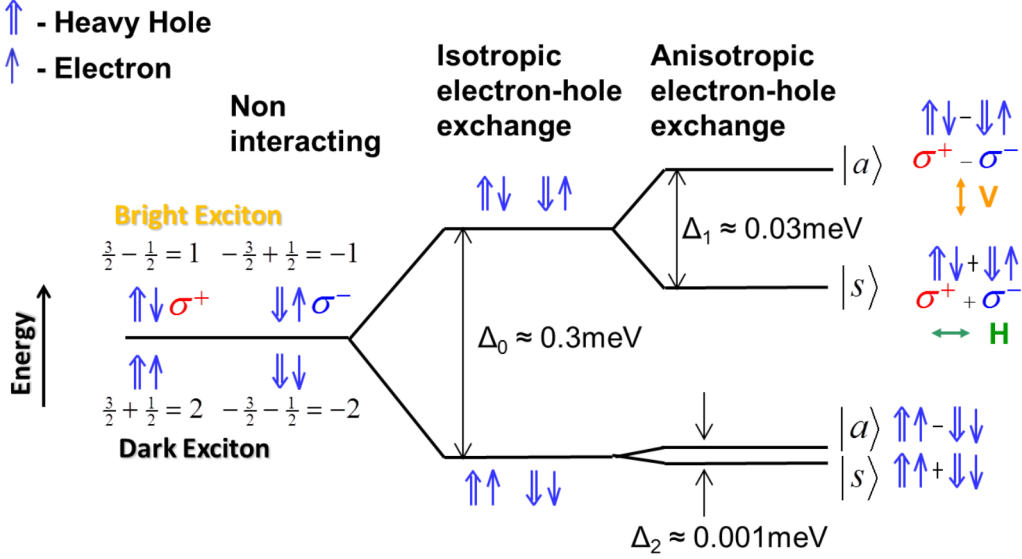 ⇑ - Heavy Hole
↑ - Electron
Non
interacting
Isotropic
electron-hole
exchange
Anisotropic
electron-hole
exchange
Bright Exciton
3/2 − 1/2 = 1   −3/2 + 1/2 = −1
⇑↓ σ⁺   ⇓↑ σ⁻
⇑↑   ⇓↓
3/2 + 1/2 = 2   −3/2 − 1/2 = −2
Dark Exciton
Energy
⇑↓   ⇓↑
Δ₀ ≈ 0.3meV
⇑↑   ⇓↓
|a⟩
⇑↓ - ⇓↑
σ⁺ − σ⁻
↕ V
Δ₁ ≈ 0.03meV
|s⟩
⇑↓ + ⇓↑
σ⁺ + σ⁻
↔ H
|a⟩ ⇑↑ - ⇓↓
|s⟩ ⇑↑ + ⇓↓
Δ₂ ≈ 0.001meV